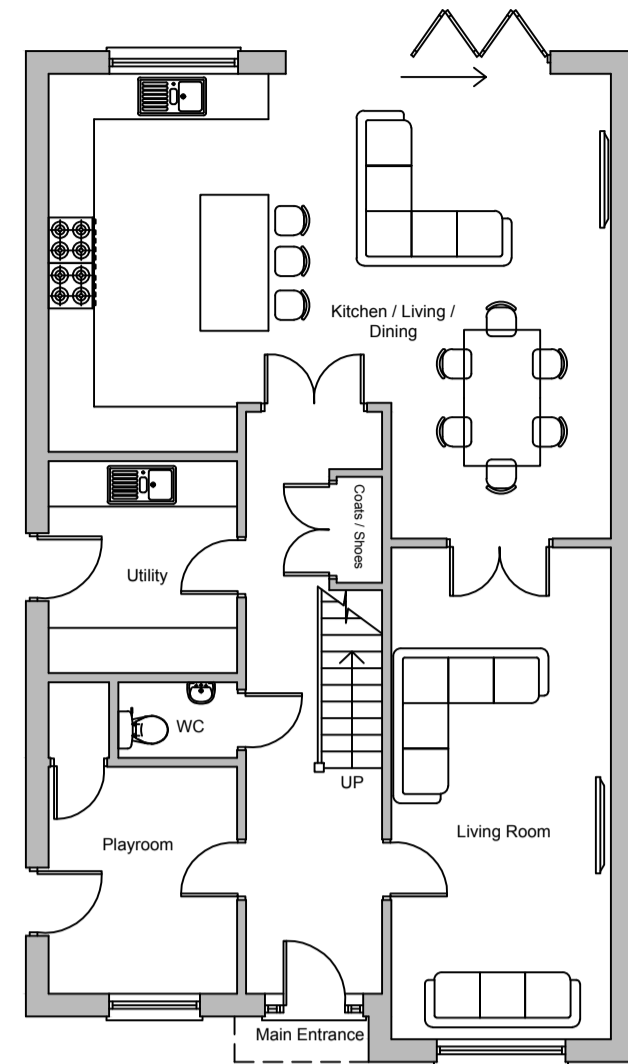 Kitchen / Living /
Dining
Coats / Shoes
Utility
WC
UP
Playroom
Living Room
Main Entrance